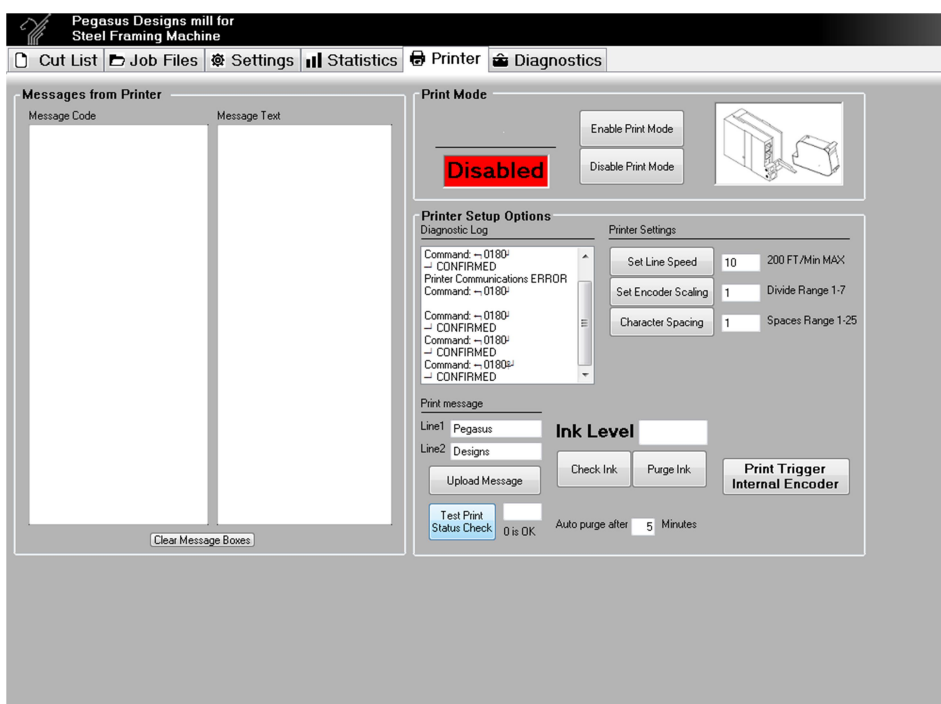 Pegasus Designs mill for
Steel Framing Machine
Cut List Job Files Settings Statistics Printer Diagnostics
Messages from Printer
Message Code Message Text
Clear Message Boxes
Print Mode
Enable Print Mode
Disabled
Disable Print Mode
Printer Setup Options
Diagnostic Log
Command: ¬ 0180
CONFIRMED
Printer Communications ERROR
Command: ¬ 0180
Command: ¬ 0180
CONFIRMED
Command: ¬ 0180
CONFIRMED
Command: ¬ 0180
CONFIRMED
Printer Settings
Set Line Speed 10 200 FT/Min MAX
Set Encoder Scaling 1 Divide Range 1-7
Character Spacing 1 Spaces Range 1-25
Print message
Line1 Pegasus
Line2 Designs
Upload Message
Test Print
Status Check
0 is OK
Ink Level
Check Ink Purge Ink
Print Trigger
Internal Encoder
Auto purge after 5 Minutes